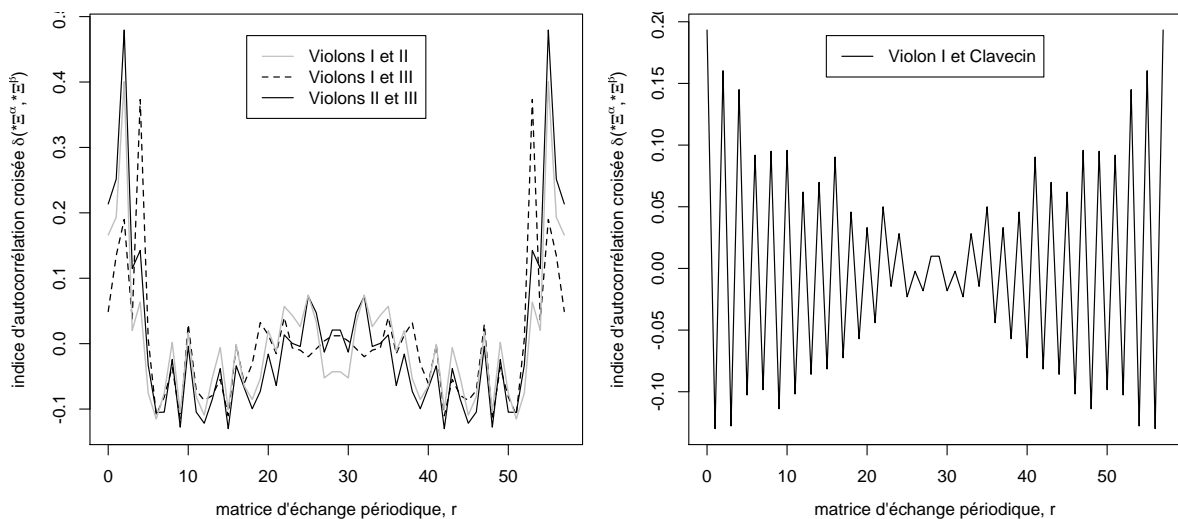 indice d'autocorrélation croisée δ(*Ξ^α, *Ξ^β)
0.5
0.4
0.3
0.2
0.1
0.0
-0.1
Violons I et II
Violons I et III
Violons II et III
0 10 20 30 40 50
matrice d'échange périodique, r
indice d'autocorrélation croisée δ(*Ξ^α, *Ξ^β)
0.20
0.15
0.10
0.05
0.00
-0.05
-0.10
Violon I et Clavecin
0 10 20 30 40 50
matrice d'échange périodique, r